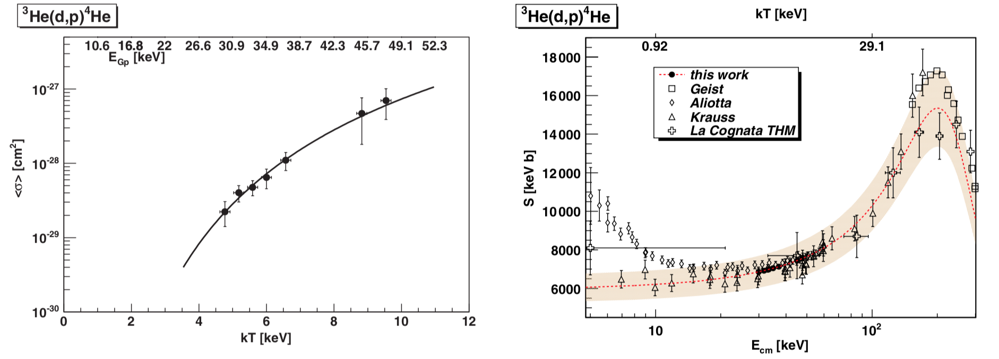 ³He(d,p)⁴He
10.6 16.8 22 26.6 30.9 34.9 38.7 42.3 45.7 49.1 52.3
E_Gp [keV]
<σ> [cm²]
10⁻²⁷
10⁻²⁸
10⁻²⁹
10⁻³⁰
0 2 4 6 8 10 12
kT [keV]
³He(d,p)⁴He
kT [keV]
0.92 29.1
this work
Geist
Aliotta
Krauss
La Cognata THM
S [keV b]
18000
16000
14000
12000
10000
8000
6000
10 10²
E_cm [keV]